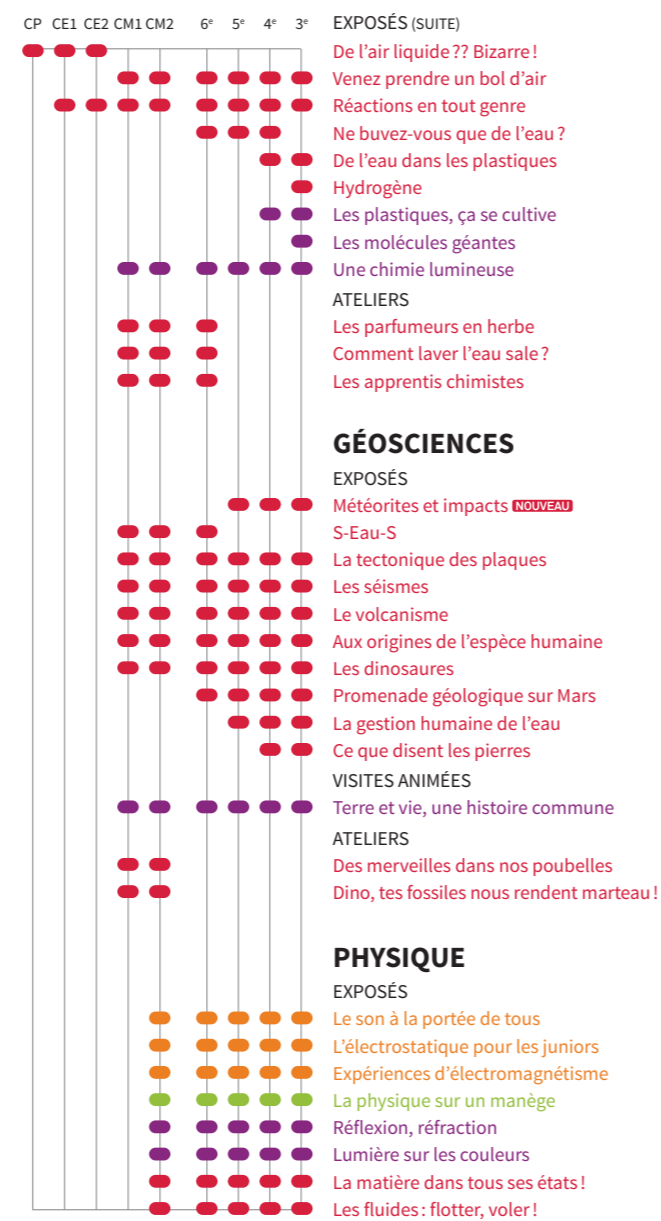 CP CE1 CE2 CM1 CM2 6e 5e 4e 3e EXPOSÉS (SUITE)
De l’air liquide ?? Bizarre !
Venez prendre un bol d’air
Réactions en tout genre
Ne buvez-vous que de l’eau ?
De l’eau dans les plastiques
Hydrogène
Les plastiques, ça se cultive
Les molécules géantes
Une chimie lumineuse
ATELIERS
Les parfumeurs en herbe
Comment laver l’eau sale ?
Les apprentis chimistes
GÉOSCIENCES
EXPOSÉS
Météorites et impacts NOUVEAU
S-Eau-S
La tectonique des plaques
Les séismes
Le volcanisme
Aux origines de l’espèce humaine
Les dinosaures
Promenade géologique sur Mars
La gestion humaine de l’eau
Ce que disent les pierres
VISITES ANIMÉES
Terre et vie, une histoire commune
ATELIERS
Des merveilles dans nos poubelles
Dino, tes fossiles nous rendent marteau !
PHYSIQUE
EXPOSÉS
Le son à la portée de tous
L’électrostatique pour les juniors
Expériences d’électromagnétisme
La physique sur un manège
Réflexion, réfraction
Lumière sur les couleurs
La matière dans tous ses états !
Les fluides : flotter, voler !